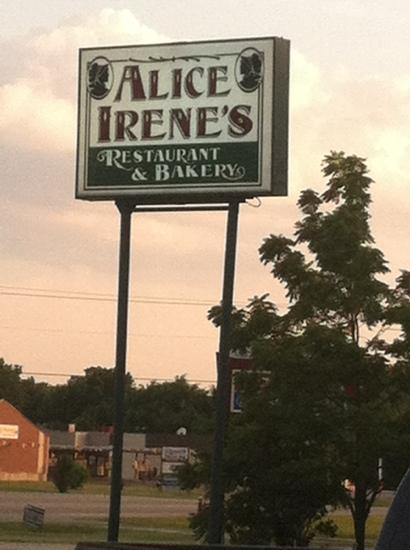 ALICE
IRENE'S
RESTAURANT
& BAKERY